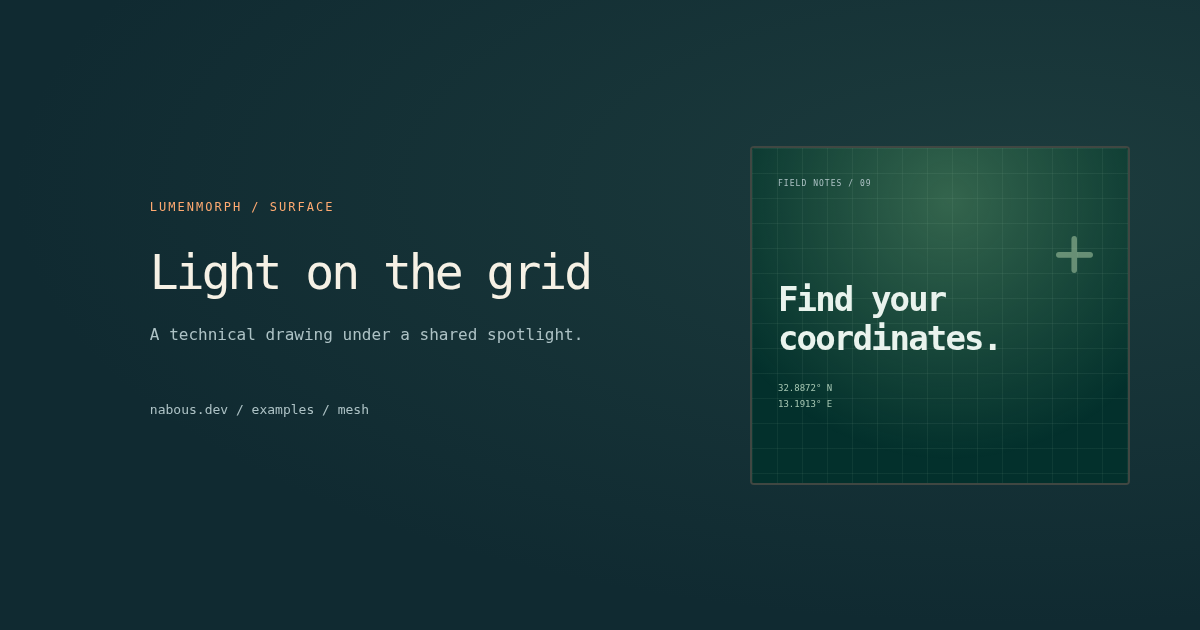 LUMENMORPH / SURFACE
Light on the grid
A technical drawing under a shared spotlight.
nabous.dev / examples / mesh
FIELD NOTES / 09
Find your
coordinates.
32.8872° N
13.1913° E